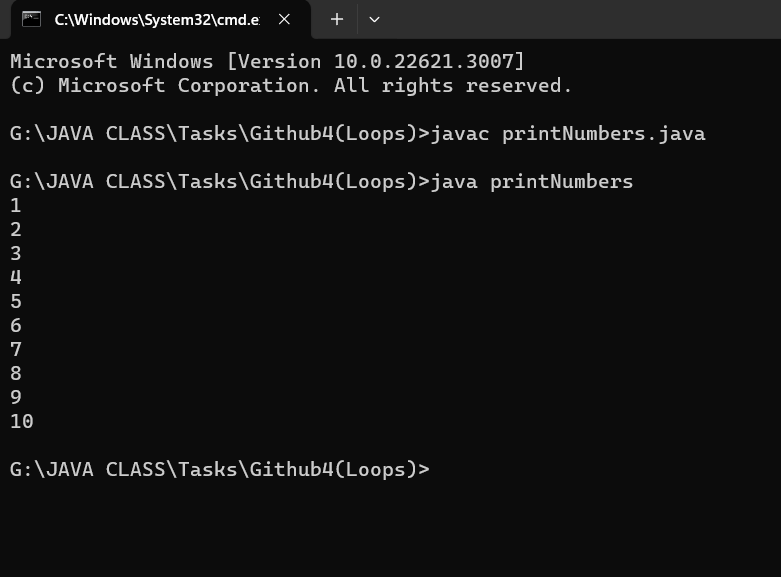 C:\Windows\System32\cmd.e
Microsoft Windows [Version 10.0.22621.3007]
(c) Microsoft Corporation. All rights reserved.
G:\JAVA CLASS\Tasks\Github4(Loops)>javac printNumbers.java
G:\JAVA CLASS\Tasks\Github4(Loops)>java printNumbers
1
2
3
4
5
6
7
8
9
10
G:\JAVA CLASS\Tasks\Github4(Loops)>